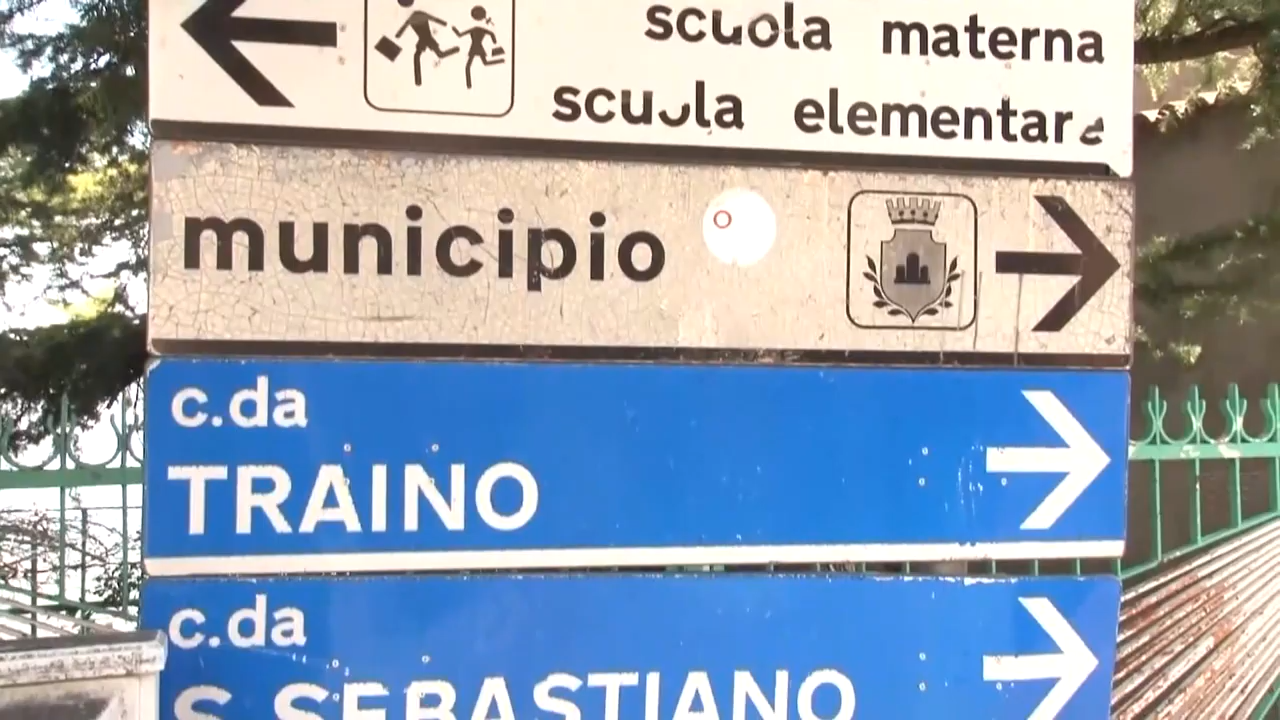 scuola materna
scuola elementare
municipio
c.da
TRAINO
c.da
S. SEBASTIANO